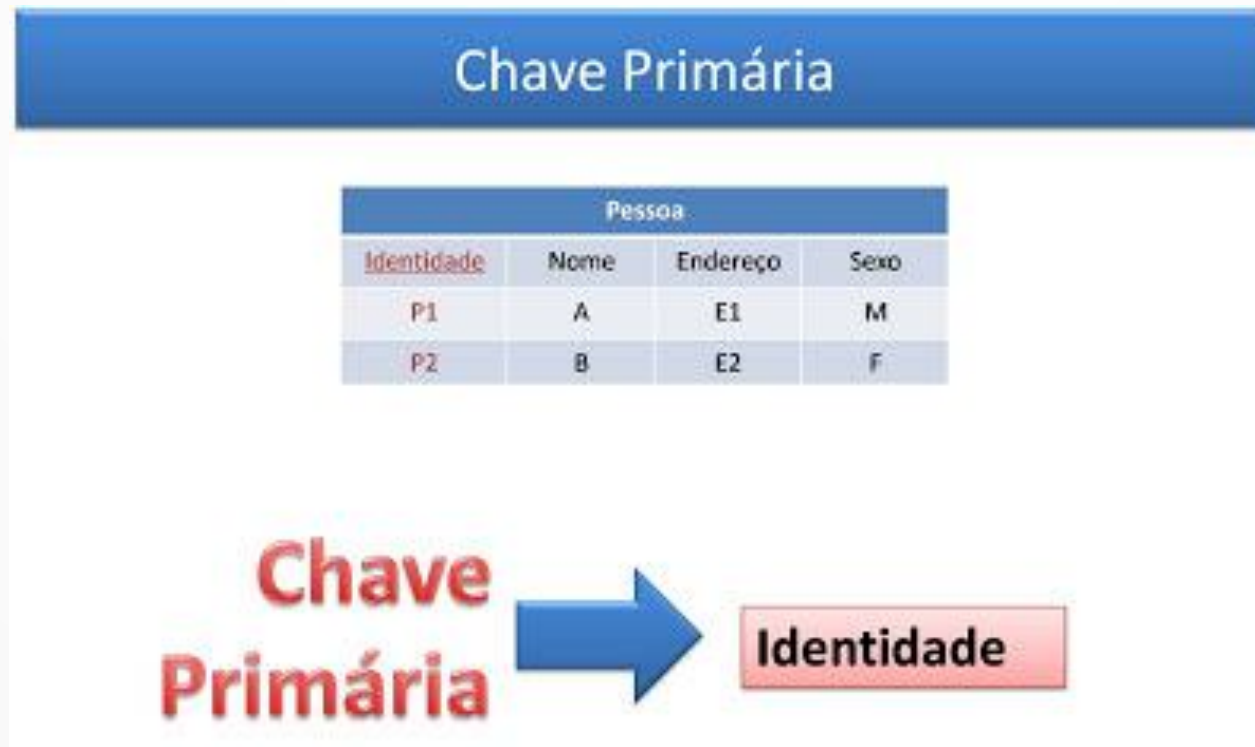 Chave Primária
Pessoa
Identidade Nome Endereço Sexo
P1 A E1 M
P2 B E2 F
Chave
Primária
Identidade